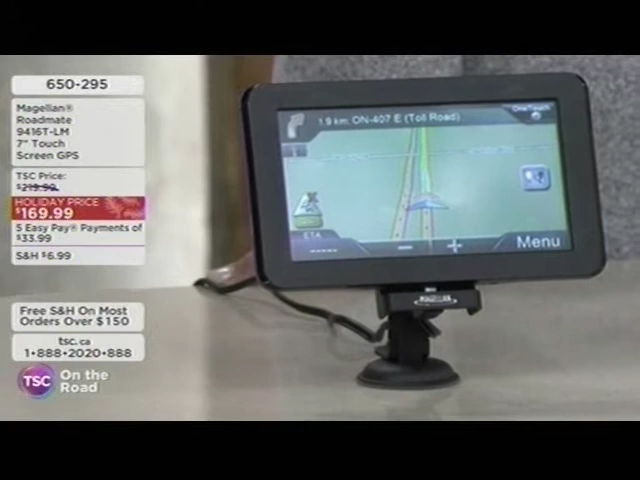 650-295
Magellan®
Roadmate
9416T-LM
7" Touch
Screen GPS
TSC Price:
$219.90
HOLIDAY PRICE
$169.99
5 Easy Pay® Payments of
$33.99
S&H $6.99
Free S&H On Most
Orders Over $150
tsc.ca
1•888•2020•888
TSC On the
Road
OneTouch
1.9 km: ON-407 E (Toll Road)
ETA
--:--
Menu
MAGELLAN